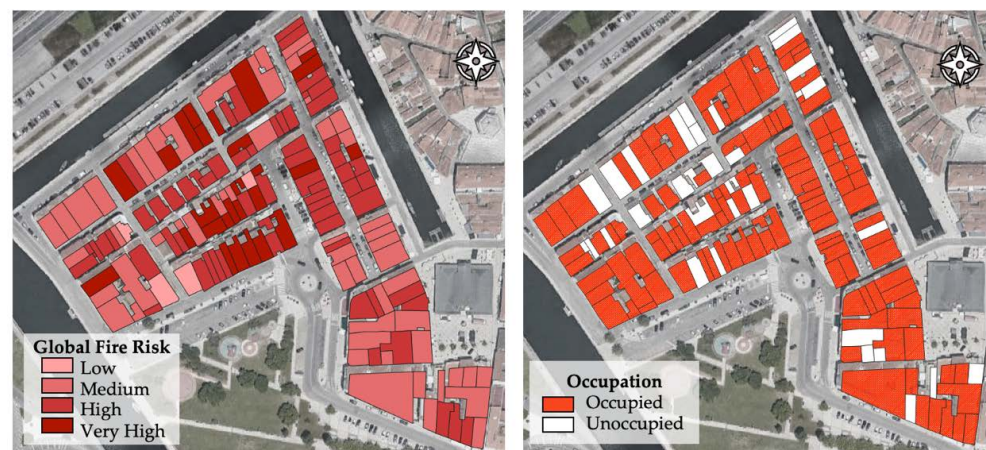 Global Fire Risk
Low
Medium
High
Very High
Occupation
Occupied
Unoccupied